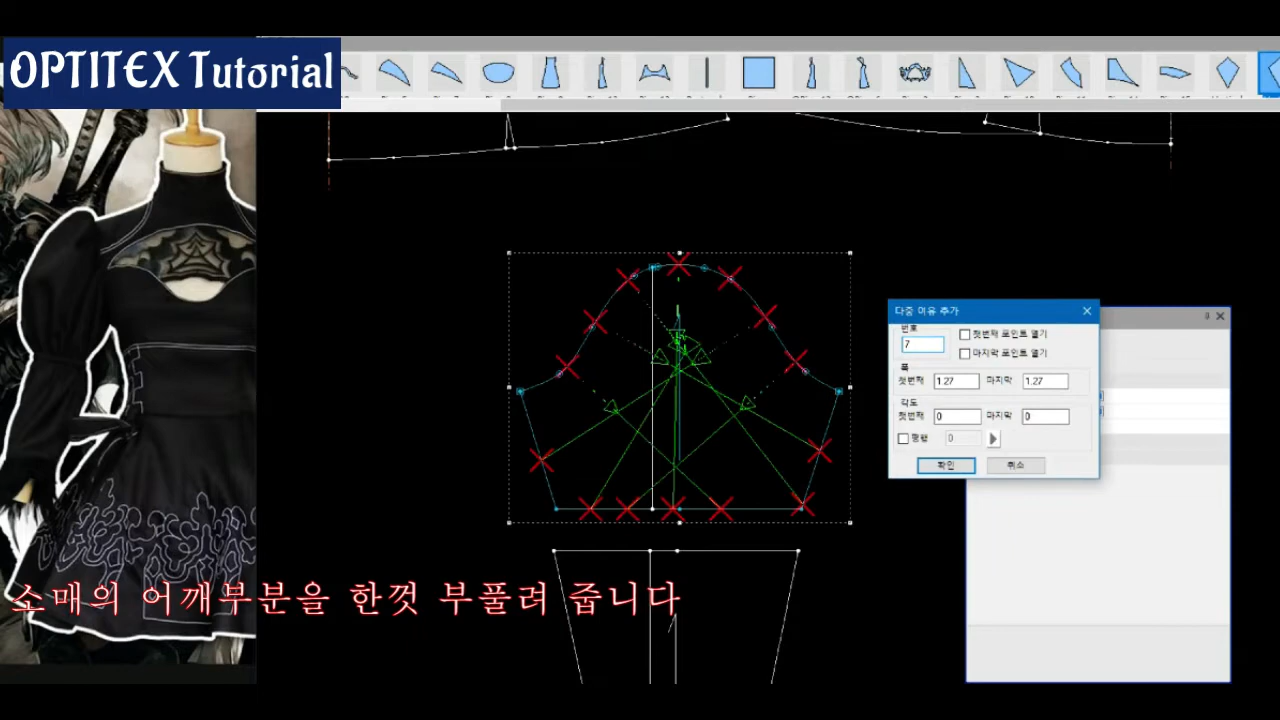 OPTITEX Tutorial
다중 여유 추가
번호
7
첫번째 포인트 열기
마지막 포인트 열기
폭
첫번째 1.27 마지막 1.27
각도
첫번째 0 마지막 0
평행 0
확인 취소
소매의 어깨부분을 한껏 부풀려 줍니다